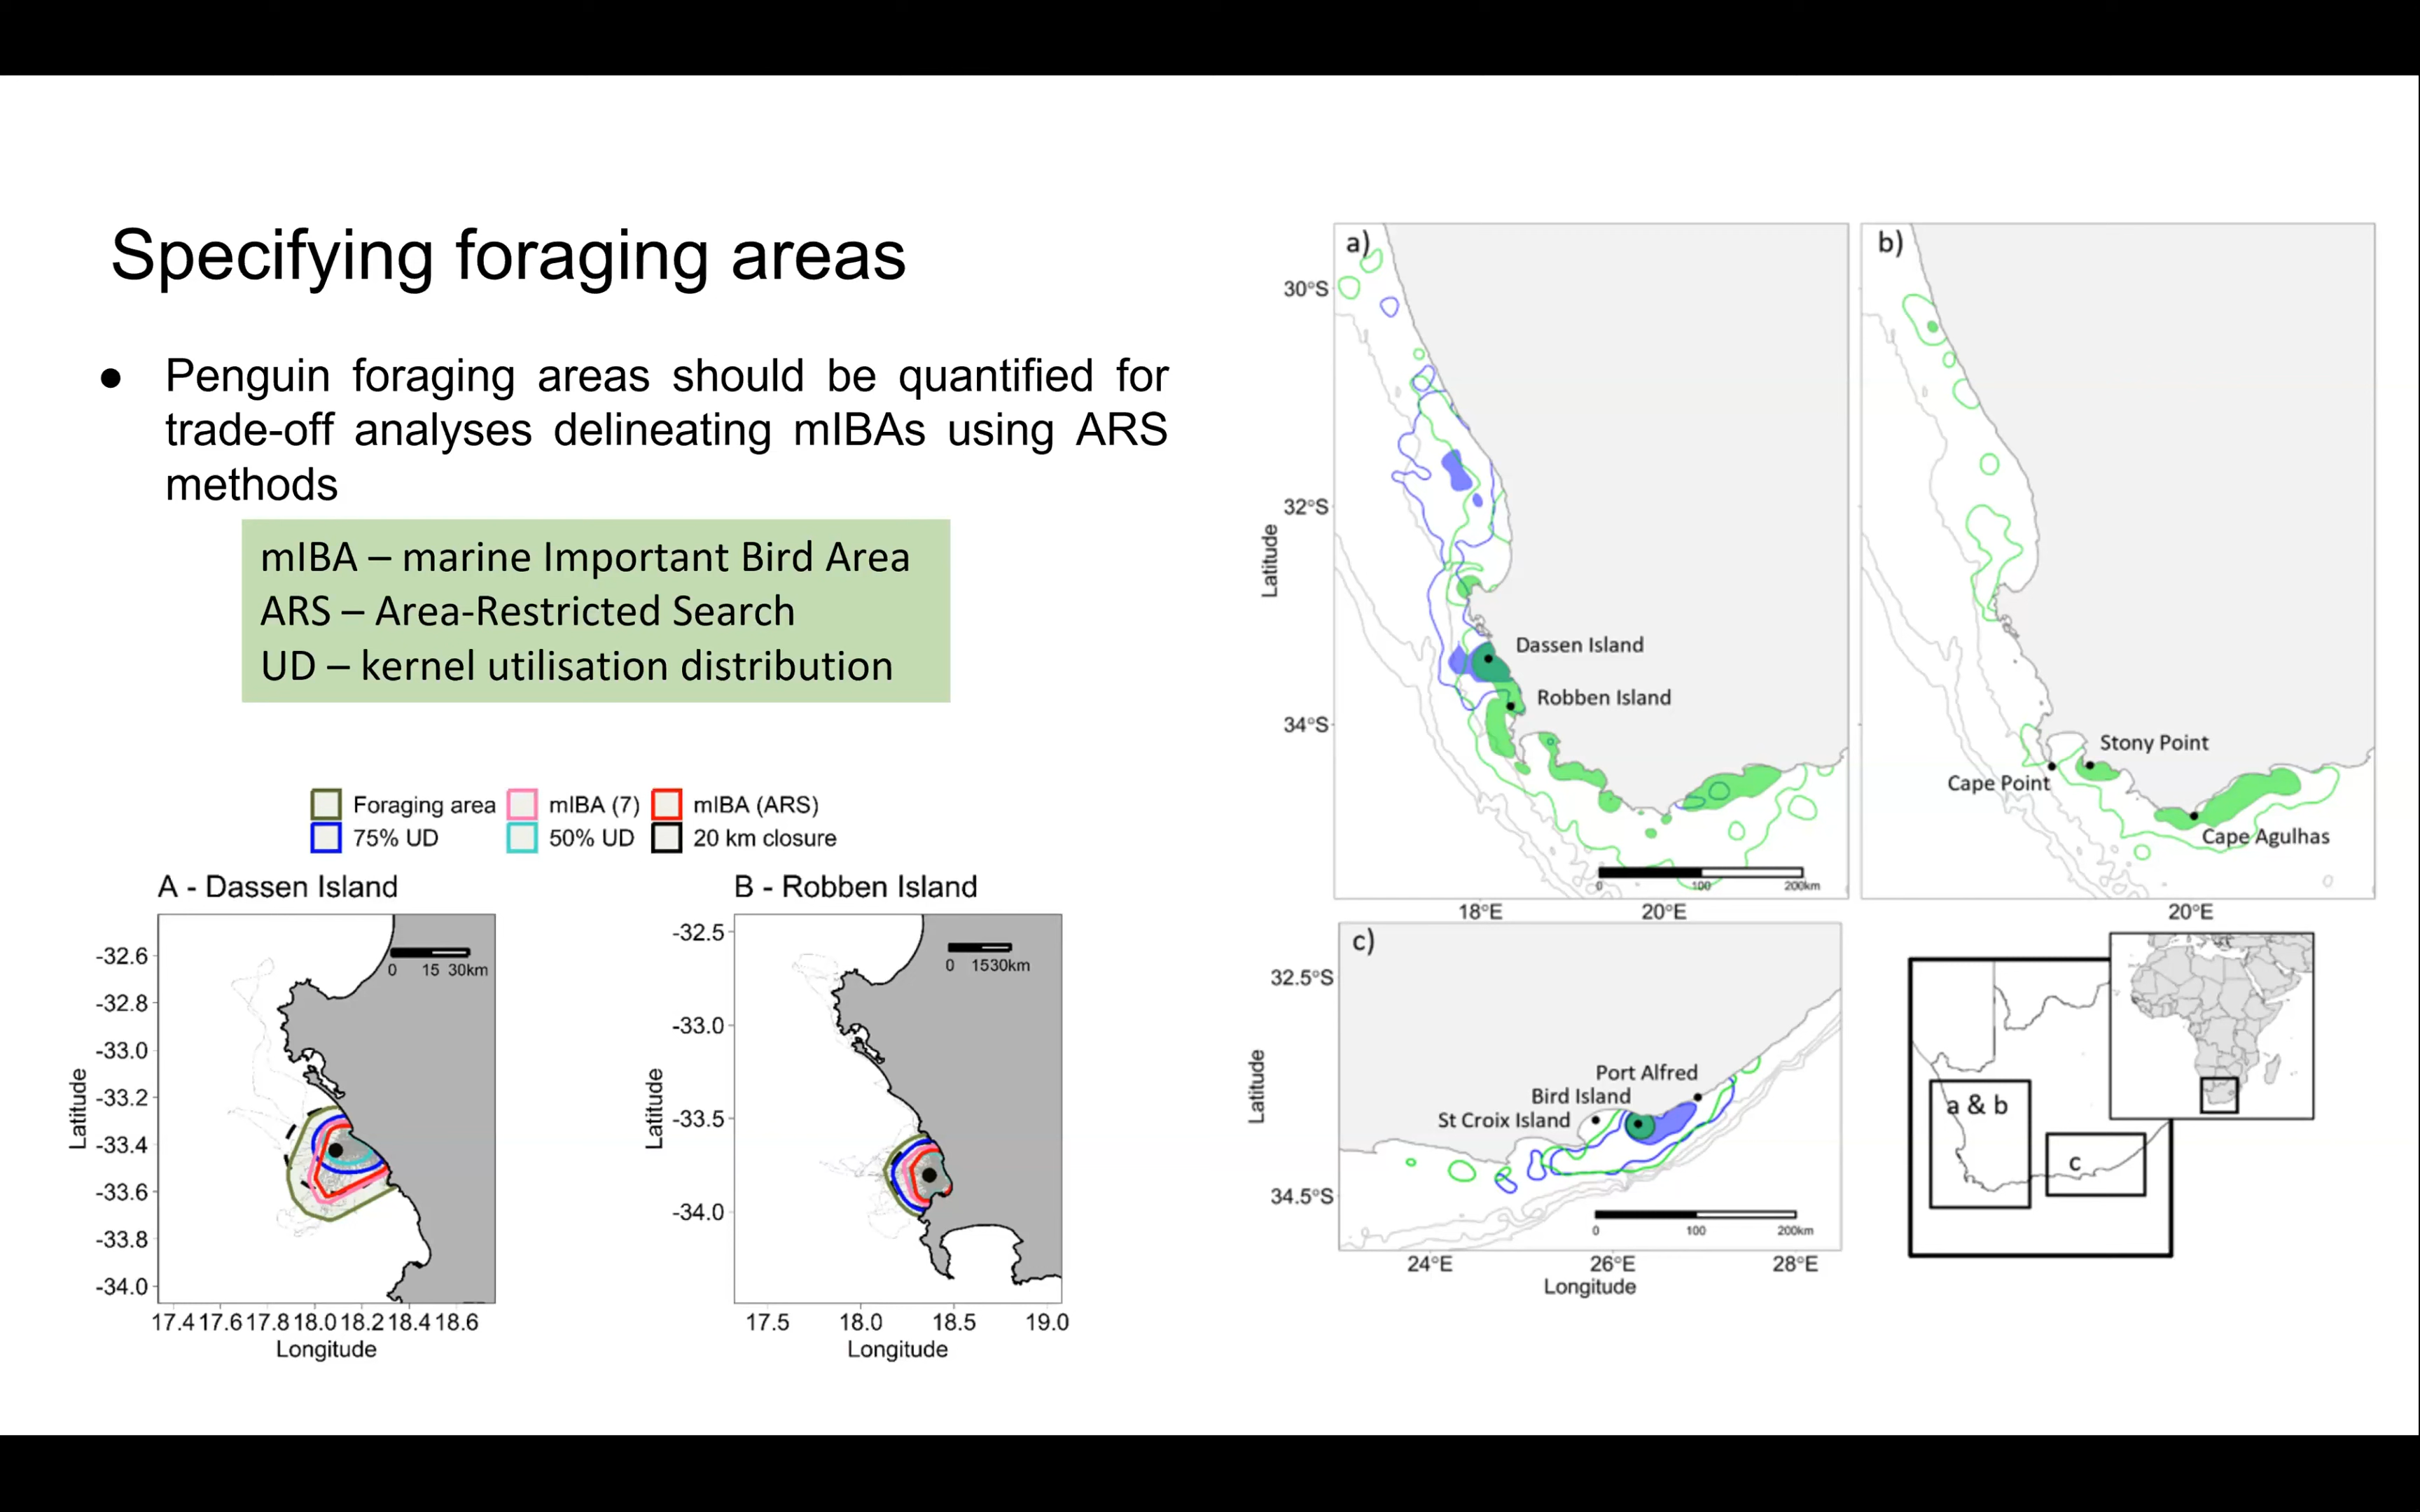 Specifying foraging areas
● Penguin foraging areas should be quantified for
trade-off analyses delineating mIBAs using ARS
methods
mIBA – marine Important Bird Area
ARS – Area-Restricted Search
UD – kernel utilisation distribution
Foraging area mIBA (7) mIBA (ARS)
75% UD 50% UD 20 km closure
A - Dassen Island
0 15 30km
-32.6
-32.8
-33.0
-33.2
-33.4
-33.6
-33.8
-34.0
Latitude
17.4 17.6 17.8 18.0 18.2 18.4 18.6
Longitude
B - Robben Island
0 1530km
-32.5
-33.0
-33.5
-34.0
Latitude
17.5 18.0 18.5 19.0
Longitude
a)
30°S
32°S
34°S
Latitude
Dassen Island
Robben Island
0 100 200km
18°E 20°E
b)
Stony Point
Cape Point
Cape Agulhas
20°E
c)
32.5°S
34.5°S
Latitude
Port Alfred
Bird Island
St Croix Island
0 100 200km
24°E 26°E 28°E
Longitude
a & b
c